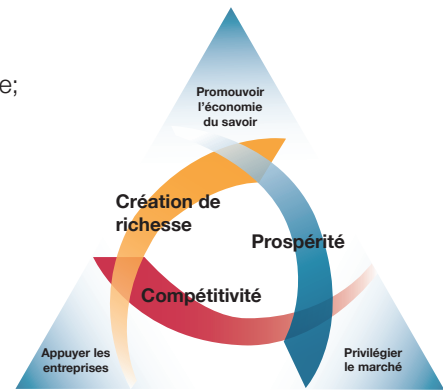 e;
Promouvoir
l'économie
du savoir
Création de
richesse
Prospérité
Compétitivité
Appuyer les
entreprises
Privilégier
le marché